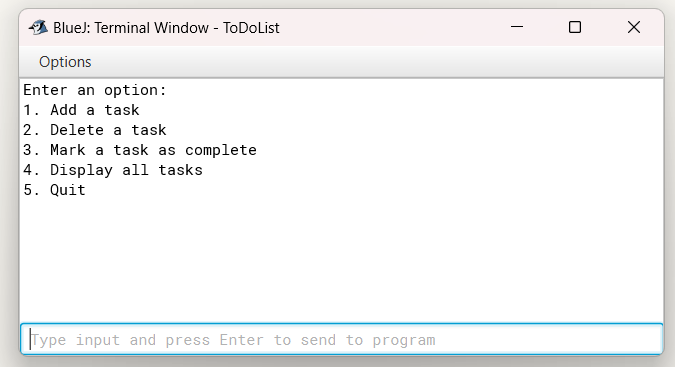 BlueJ: Terminal Window - ToDoList
Options
Enter an option:
1. Add a task
2. Delete a task
3. Mark a task as complete
4. Display all tasks
5. Quit
Type input and press Enter to send to program